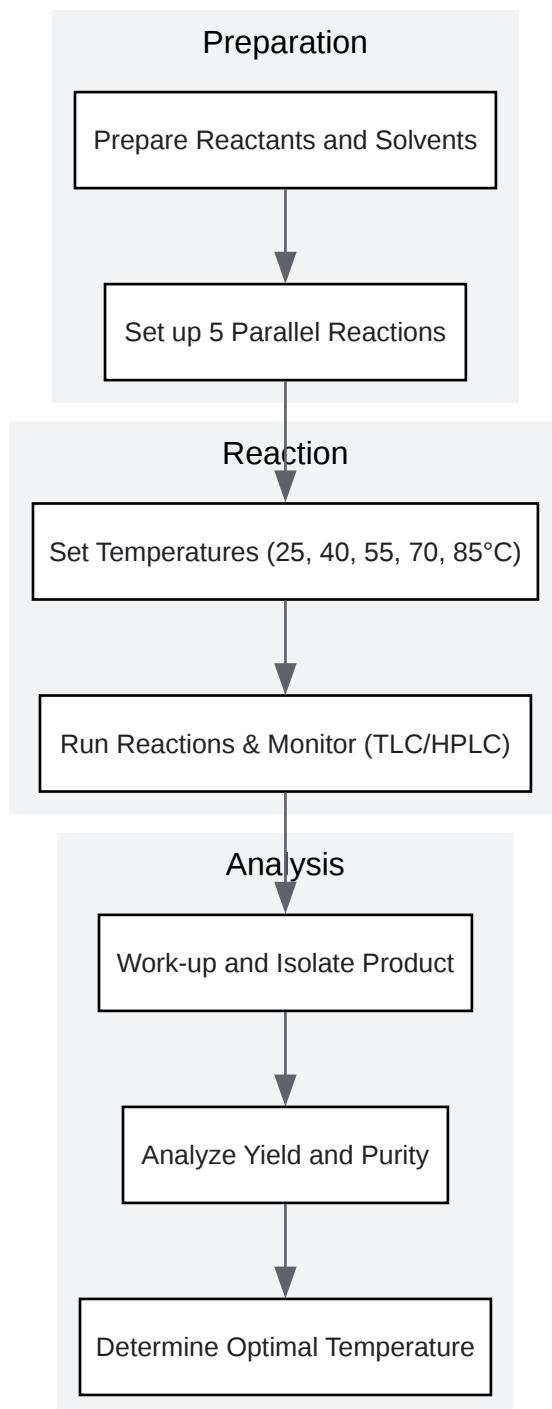 Preparation
Prepare Reactants and Solvents
Set up 5 Parallel Reactions
Reaction
Set Temperatures (25, 40, 55, 70, 85°C)
Run Reactions & Monitor (TLC/HPLC)
Analysis
Work-up and Isolate Product
Analyze Yield and Purity
Determine Optimal Temperature